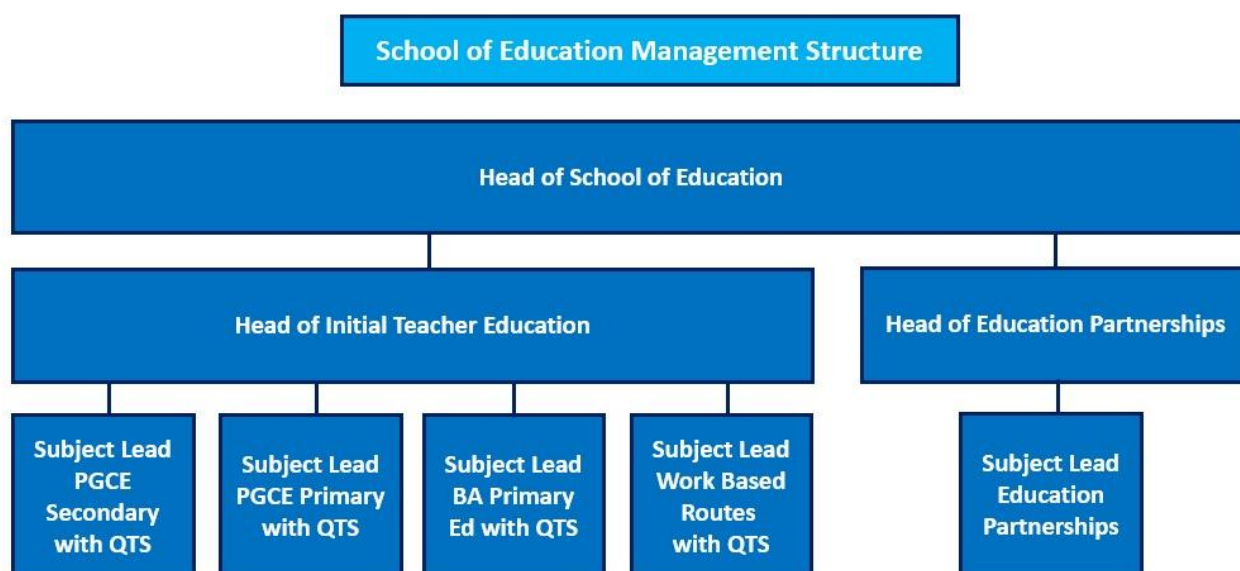 School of Education Management Structure
Head of School of Education
Head of Initial Teacher Education
Head of Education Partnerships
Subject Lead
PGCE
Secondary
with QTS
Subject Lead
PGCE Primary
with QTS
Subject Lead
BA Primary
Ed with QTS
Subject Lead
Work Based
Routes
with QTS
Subject Lead
Education
Partnerships